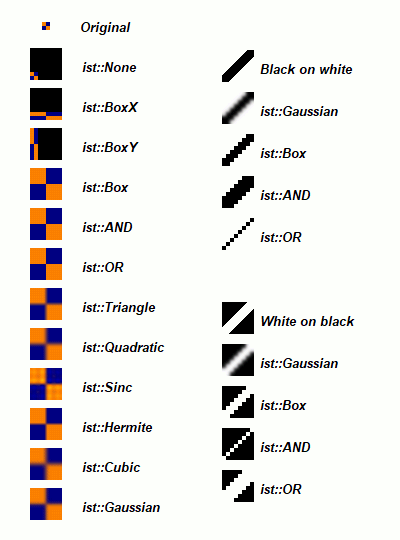 Original
ist::None
ist::BoxX
ist::BoxY
ist::Box
ist::AND
ist::OR
ist::Triangle
ist::Quadratic
ist::Sinc
ist::Hermite
ist::Cubic
ist::Gaussian
Black on white
ist::Gaussian
ist::Box
ist::AND
ist::OR
White on black
ist::Gaussian
ist::Box
ist::AND
ist::OR